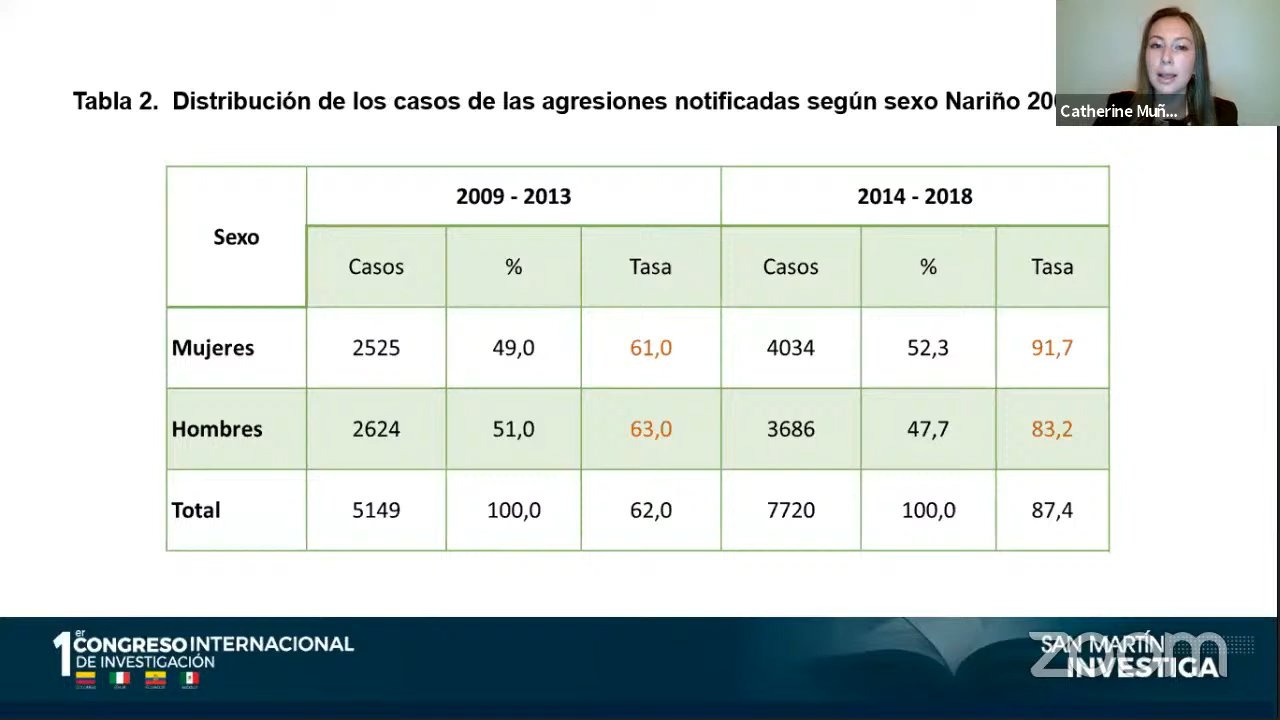 Tabla 2. Distribución de los casos de las agresiones notificadas según sexo Nariño 20
Catherine Muñ...
Sexo
2009 - 2013
2014 - 2018
Casos
%
Tasa
Casos
%
Tasa
Mujeres
2525
49,0
61,0
4034
52,3
91,7
Hombres
2624
51,0
63,0
3686
47,7
83,2
Total
5149
100,0
62,0
7720
100,0
87,4
1er CONGRESO INTERNACIONAL
DE INVESTIGACIÓN
SAN MARTÍN
INVESTIGA
zoom